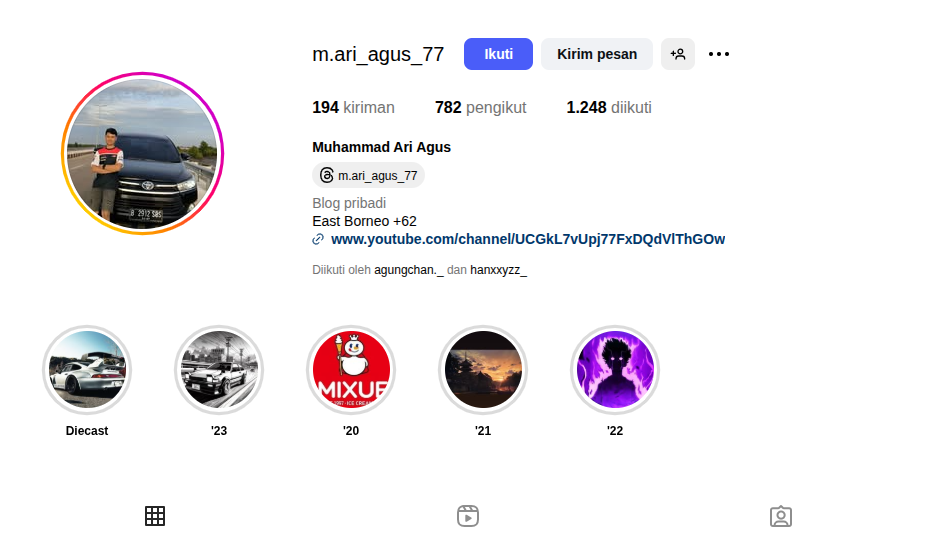 m.ari_agus_77 Ikuti Kirim pesan
194 kiriman 782 pengikut 1.248 diikuti
Muhammad Ari Agus
m.ari_agus_77
Blog pribadi
East Borneo +62
www.youtube.com/channel/UCGkL7vUpj77FxDQdVlThGOw
Diikuti oleh agungchan._ dan hanxxyzz_
MIXUE
Diecast '23 '20 '21 '22